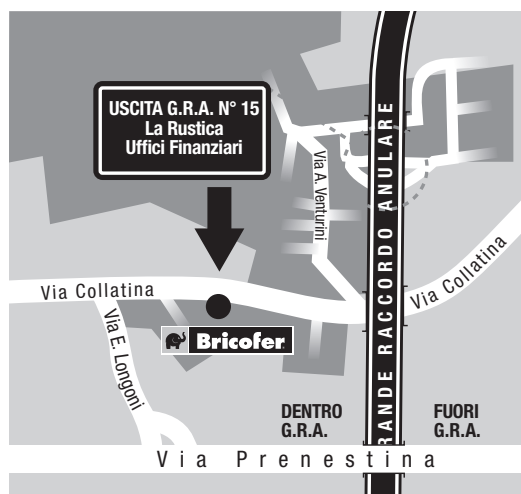 USCITA G.R.A. N° 15
La Rustica
Uffici Finanziari
Via A. Venturini
RANDE RACCORDO ANULARE
Via Collatina
Via Collatina
Via E. Longoni
Bricofer
DENTRO
G.R.A.
FUORI
G.R.A.
Via Prenestina